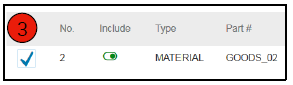 3 No. Include Type Part #
2 MATERIAL GOODS_02